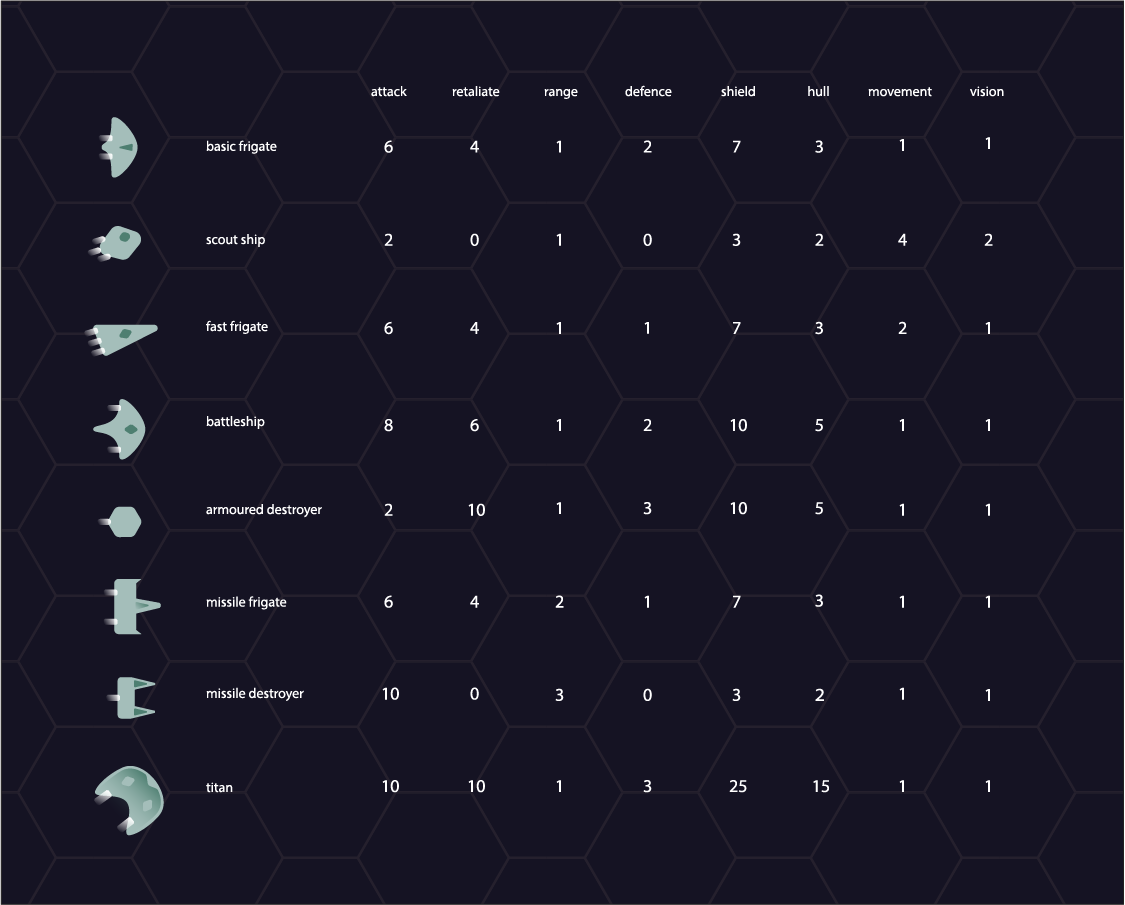 attack retaliate range defence shield hull movement vision
basic frigate 6 4 1 2 7 3 1 1
scout ship 2 0 1 0 3 2 4 2
fast frigate 6 4 1 1 7 3 2 1
battleship 8 6 1 2 10 5 1 1
armoured destroyer 2 10 1 3 10 5 1 1
missile frigate 6 4 2 1 7 3 1 1
missile destroyer 10 0 3 0 3 2 1 1
titan 10 10 1 3 25 15 1 1